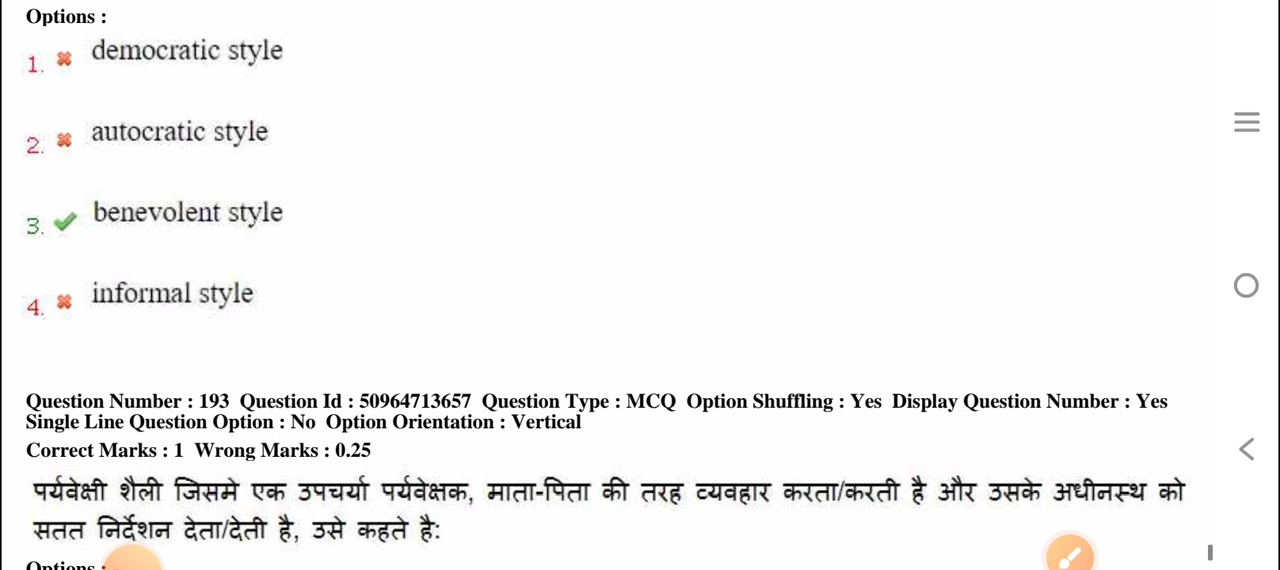 Options :
1. democratic style
2. autocratic style
3. benevolent style
4. informal style
Question Number : 193 Question Id : 50964713657 Question Type : MCQ Option Shuffling : Yes Display Question Number : Yes
Single Line Question Option : No Option Orientation : Vertical
Correct Marks : 1 Wrong Marks : 0.25
पर्यवेक्षी शैली जिसमे एक उपचर्या पर्यवेक्षक, माता-पिता की तरह व्यवहार करता/करती है और उसके अधीनस्थ को
सतत निर्देशन देता/देती है, उसे कहते है:
Options :